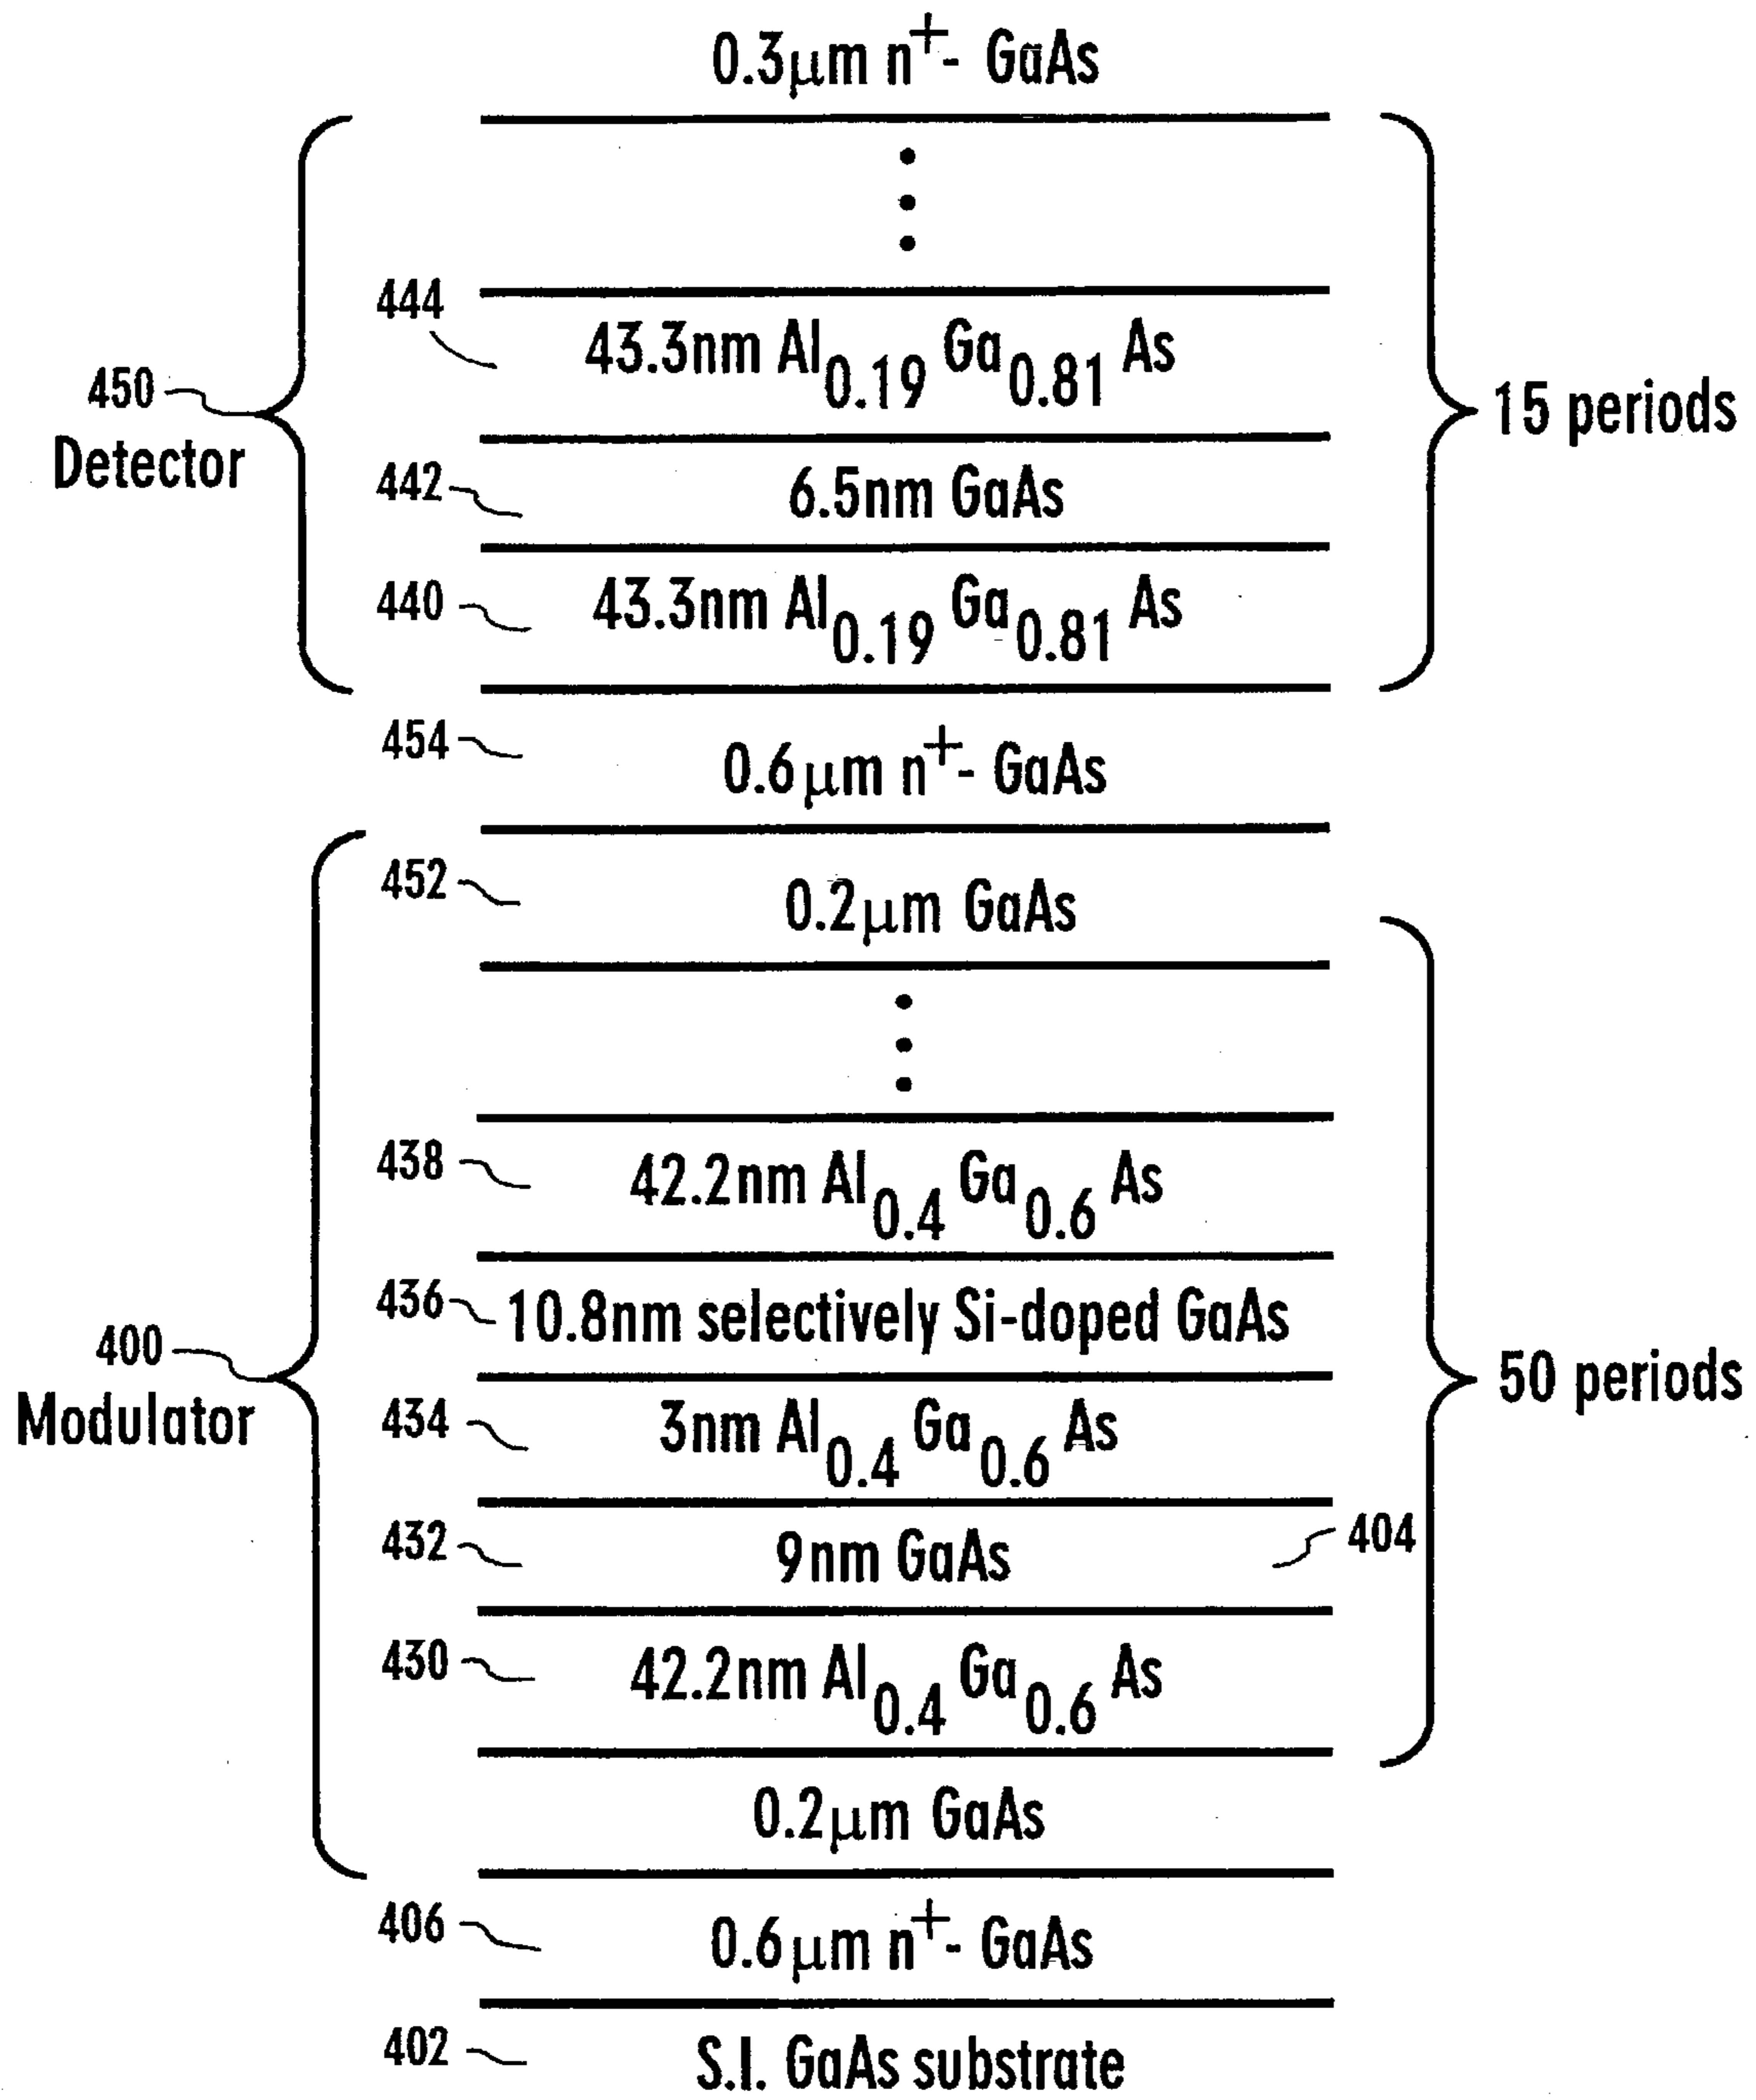 0.3μm n+- GaAs
444
43.3nm Al0.19 Ga0.81 As
450
Detector
15 periods
442
6.5nm GaAs
440
43.3nm Al0.19 Ga0.81 As
454
0.6μm n+- GaAs
452
0.2μm GaAs
438
42.2nm Al0.4 Ga0.6 As
436
10.8nm selectively Si-doped GaAs
400
Modulator
50 periods
434
3nm Al0.4 Ga0.6 As
432
9nm GaAs
404
430
42.2nm Al0.4 Ga0.6 As
0.2μm GaAs
406
0.6μm n+- GaAs
402
S.I. GaAs substrate